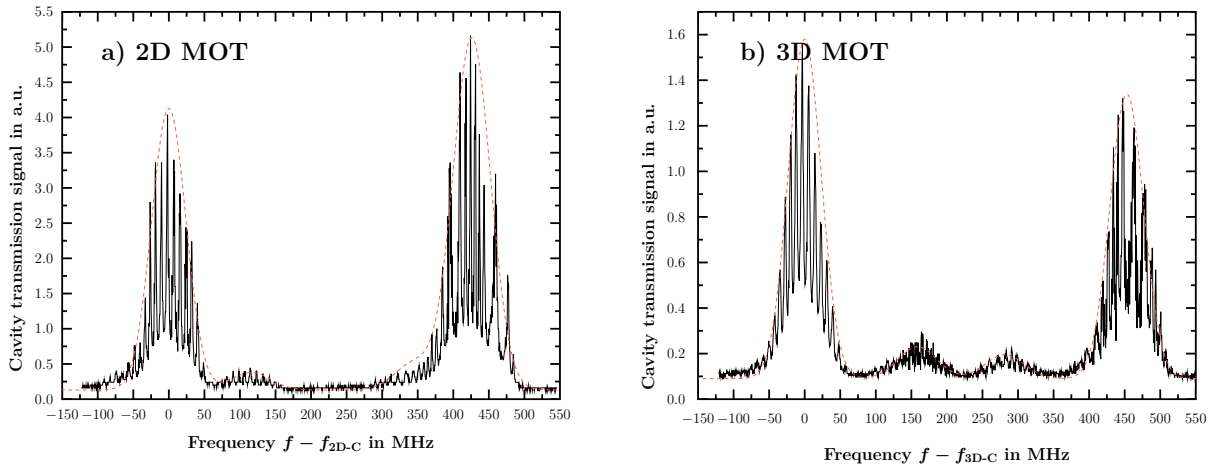 a) 2D MOT
Cavity transmission signal in a.u.
5.5
5.0
4.5
4.0
3.5
3.0
2.5
2.0
1.5
1.0
0.5
0.0
−150 −100 −50 0 50 100 150 200 250 300 350 400 450 500 550
Frequency f − f2D-C in MHz
b) 3D MOT
Cavity transmission signal in a.u.
1.6
1.4
1.2
1.0
0.8
0.6
0.4
0.2
0.0
−150 −100 −50 0 50 100 150 200 250 300 350 400 450 500 550
Frequency f − f3D-C in MHz